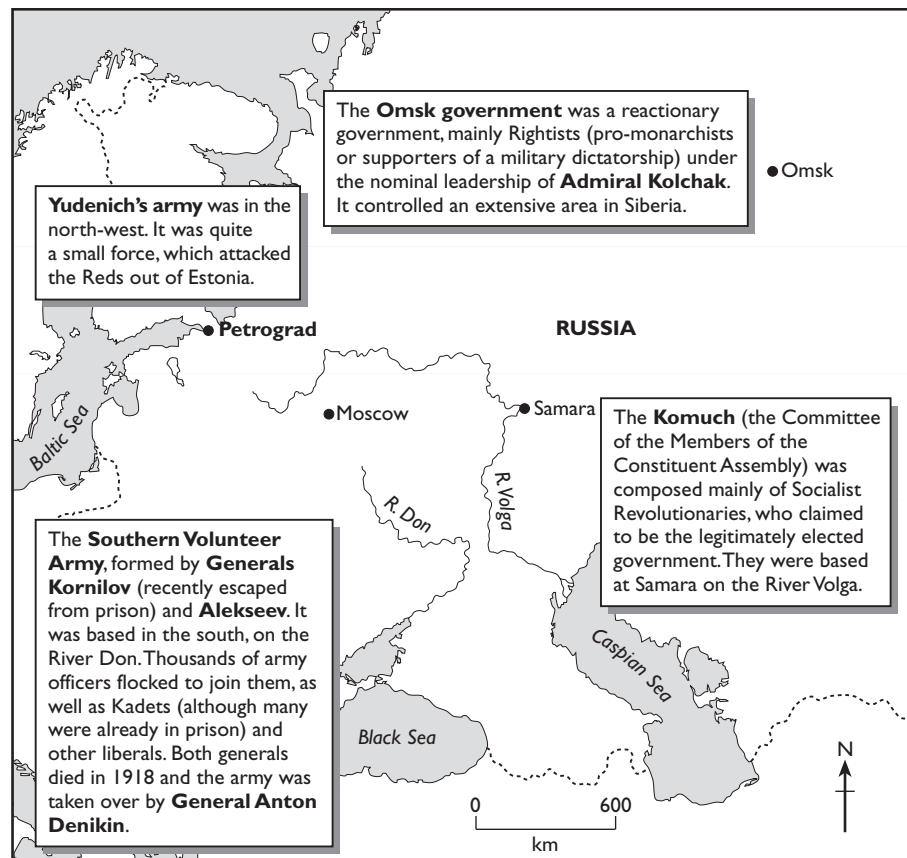 The Omsk government was a reactionary
government, mainly Rightists (pro-monarchists
or supporters of a military dictatorship) under
the nominal leadership of Admiral Kolchak.
It controlled an extensive area in Siberia.
Omsk
Yudenich's army was in the
north-west. It was quite
a small force, which attacked
the Reds out of Estonia.
Petrograd
RUSSIA
Moscow
Samara
Baltic Sea
R. Don
R. Volga
The Komuch (the Committee
of the Members of the
Constituent Assembly) was
composed mainly of Socialist
Revolutionaries, who claimed
to be the legitimately elected
government. They were based
at Samara on the River Volga.
The Southern Volunteer
Army, formed by Generals
Kornilov (recently escaped
from prison) and Alekseev. It
was based in the south, on the
River Don. Thousands of army
officers flocked to join them, as
well as Kadets (although many
were already in prison) and
other liberals. Both generals
died in 1918 and the army was
taken over by General Anton
Denikin.
Caspian Sea
Black Sea
N
0 600
km